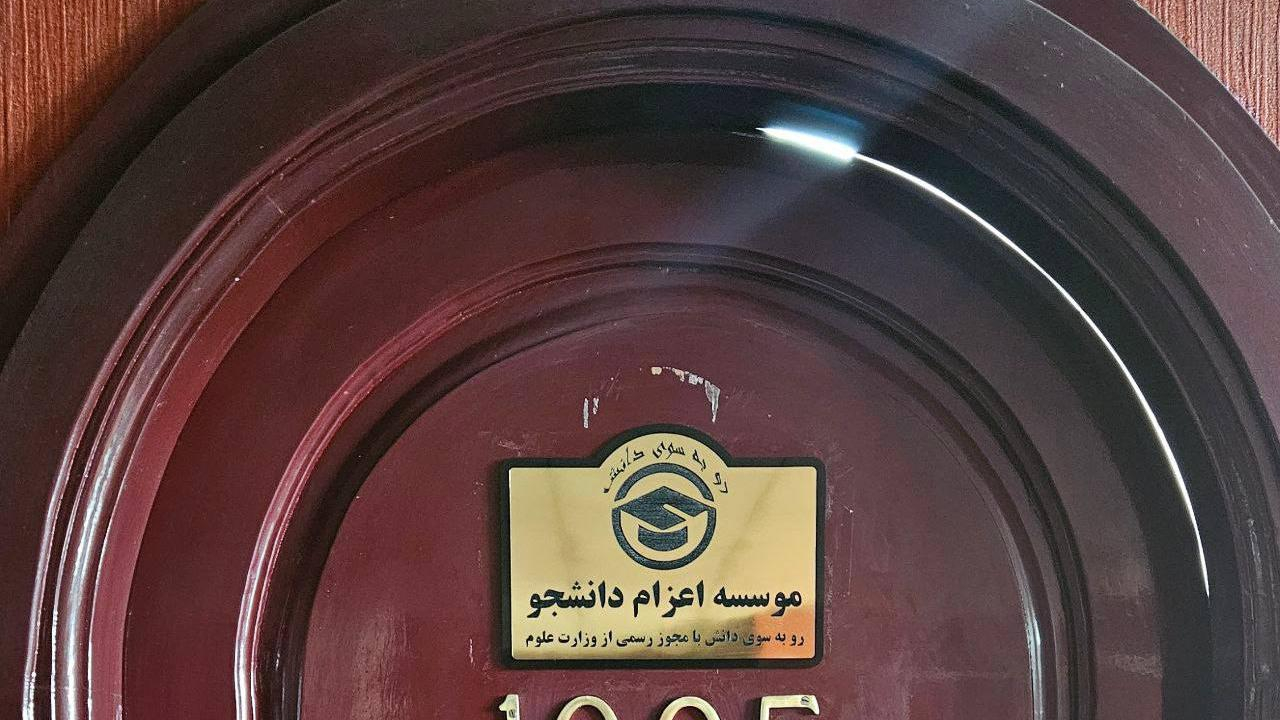 رو به سوی دانش
موسسه اعزام دانشجو
رو به سوی دانش با مجوز رسمی از وزارت علوم